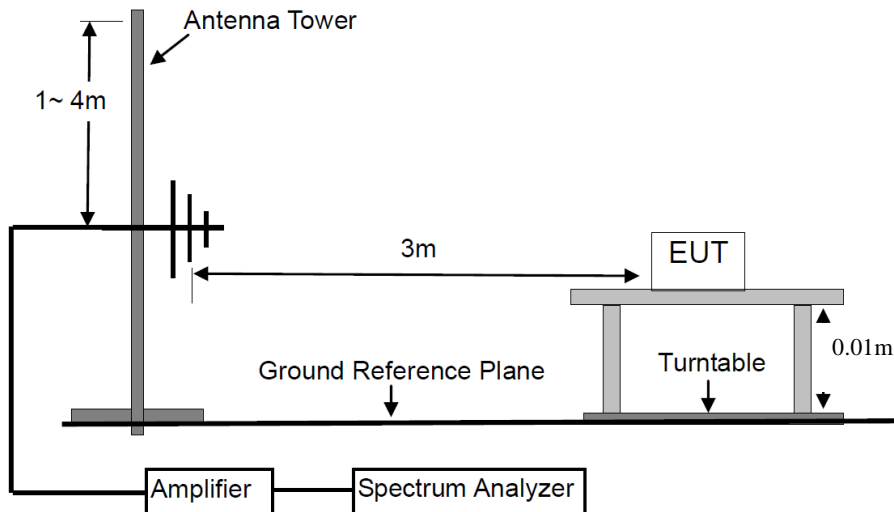 Antenna Tower
1~ 4m
3m
EUT
0.01m
Ground Reference Plane
Turntable
Amplifier
Spectrum Analyzer